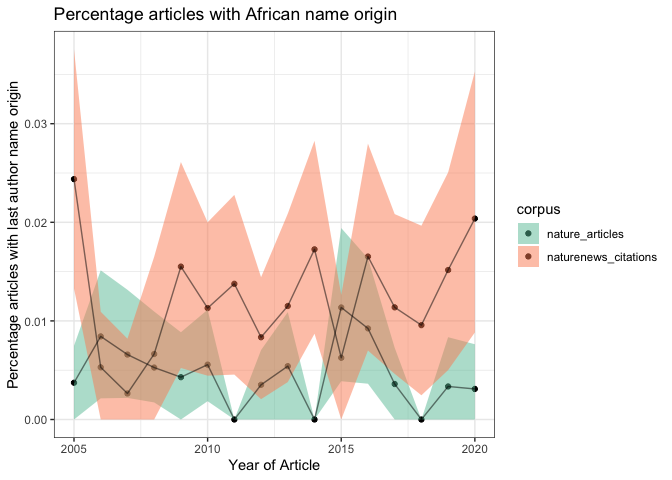 Percentage articles with African name origin
Percentage articles with last author name origin
0.03
0.02
0.01
0.00
2005
2010
2015
2020
Year of Article
corpus
nature_articles
naturenews_citations